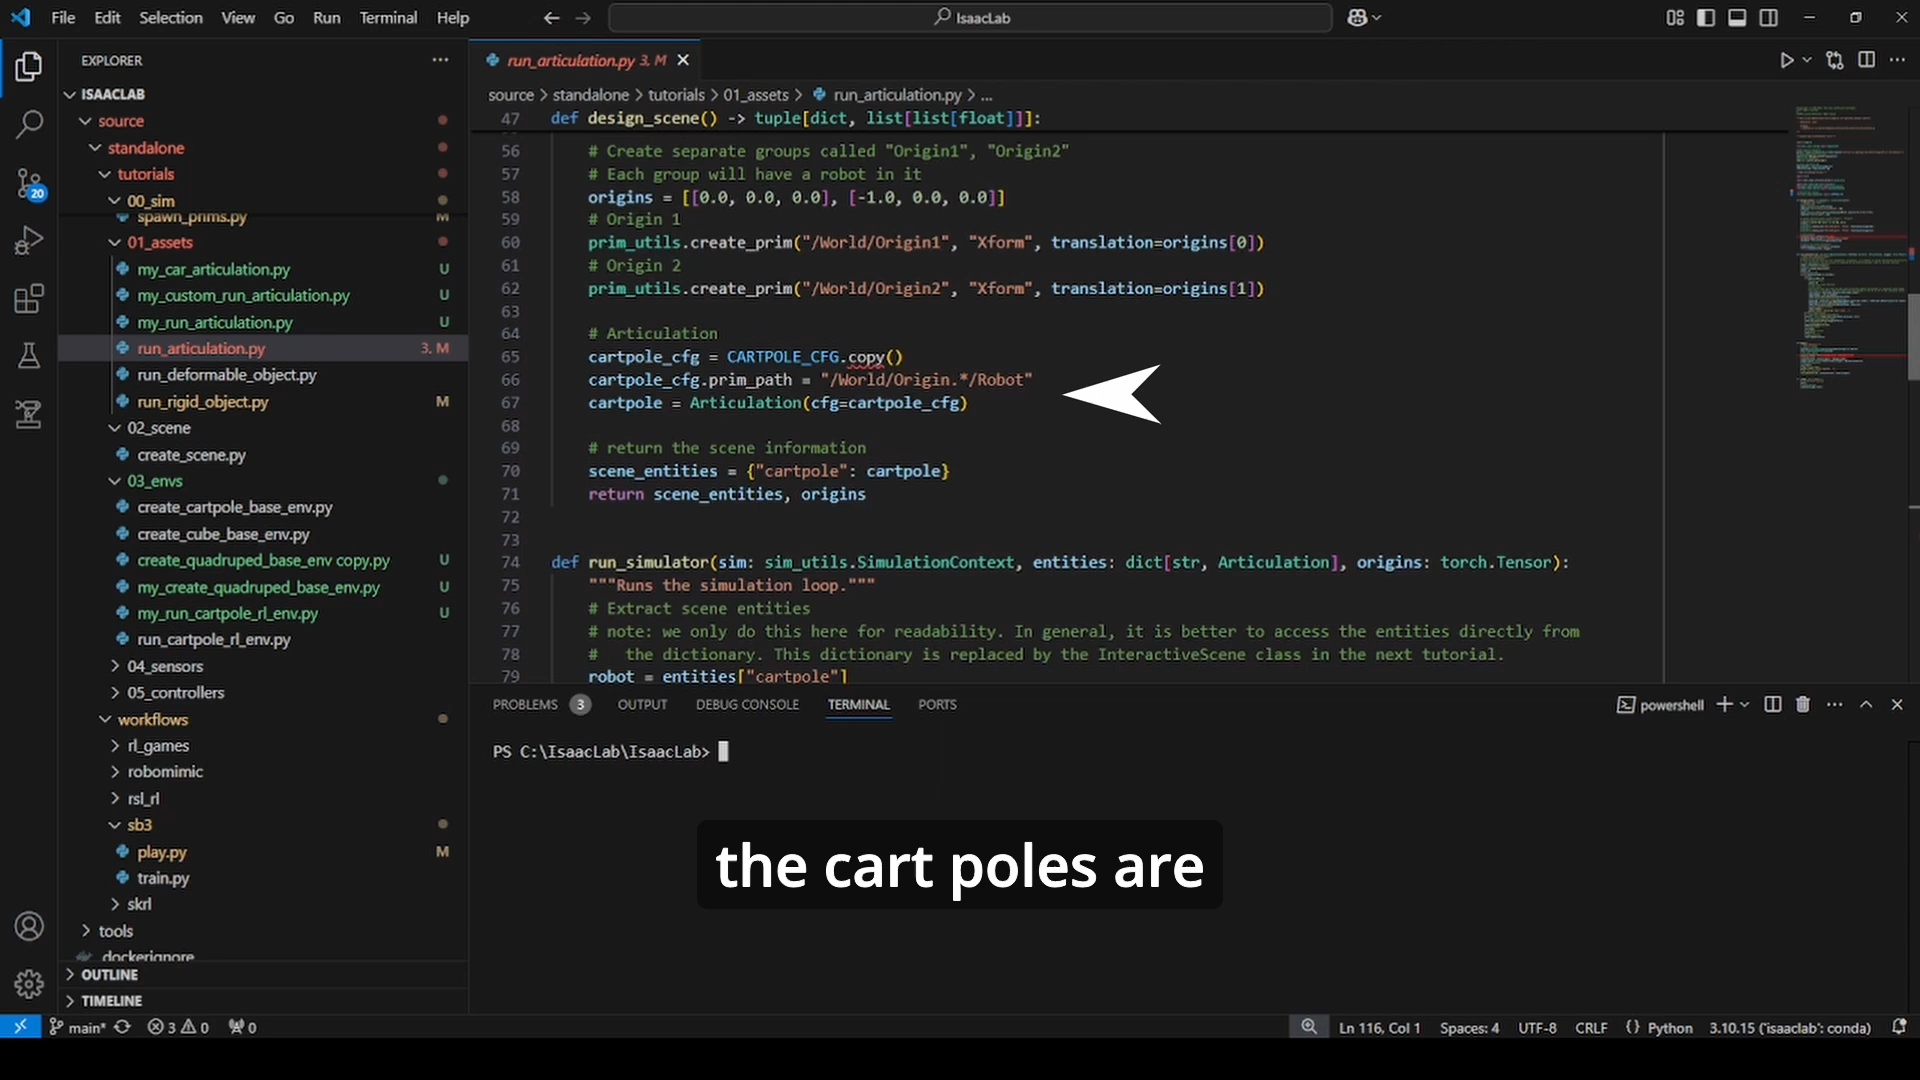 File Edit Selection View Go Run Terminal Help
IsaacLab
EXPLORER
run_articulation.py 3, M
ISAACLAB
source
standalone
tutorials
00_sim
spawn_prims.py M
01_assets
my_car_articulation.py U
my_custom_run_articulation.py U
my_run_articulation.py U
run_articulation.py 3, M
run_deformable_object.py
run_rigid_object.py M
02_scene
create_scene.py
03_envs
create_cartpole_base_env.py
create_cube_base_env.py
create_quadruped_base_env copy.py U
my_create_quadruped_base_env.py U
my_run_cartpole_rl_env.py U
run_cartpole_rl_env.py
04_sensors
05_controllers
workflows
rl_games
robomimic
rsl_rl
sb3
play.py M
train.py
skrl
tools
.dockerignore
OUTLINE
TIMELINE
20
source > standalone > tutorials > 01_assets > run_articulation.py > ...
47 def design_scene() -> tuple[dict, list[list[float]]]:
56 # Create separate groups called "Origin1", "Origin2"
57 # Each group will have a robot in it
58 origins = [[0.0, 0.0, 0.0], [-1.0, 0.0, 0.0]]
59 # Origin 1
60 prim_utils.create_prim("/World/Origin1", "Xform", translation=origins[0])
61 # Origin 2
62 prim_utils.create_prim("/World/Origin2", "Xform", translation=origins[1])
63
64 # Articulation
65 cartpole_cfg = CARTPOLE_CFG.copy()
66 cartpole_cfg.prim_path = "/World/Origin.*/Robot"
67 cartpole = Articulation(cfg=cartpole_cfg)
68
69 # return the scene information
70 scene_entities = {"cartpole": cartpole}
71 return scene_entities, origins
72
73
74 def run_simulator(sim: sim_utils.SimulationContext, entities: dict[str, Articulation], origins: torch.Tensor):
75 """Runs the simulation loop."""
76 # Extract scene entities
77 # note: we only do this here for readability. In general, it is better to access the entities directly from
78 # the dictionary. This dictionary is replaced by the InteractiveScene class in the next tutorial.
79 robot = entities["cartpole"]
PROBLEMS 3 OUTPUT DEBUG CONSOLE TERMINAL PORTS powershell
PS C:\IsaacLab\IsaacLab>
the cart poles are
main* 3 0 0 Ln 116, Col 1 Spaces: 4 UTF-8 CRLF {} Python 3.10.15 ('isaaclab': conda)